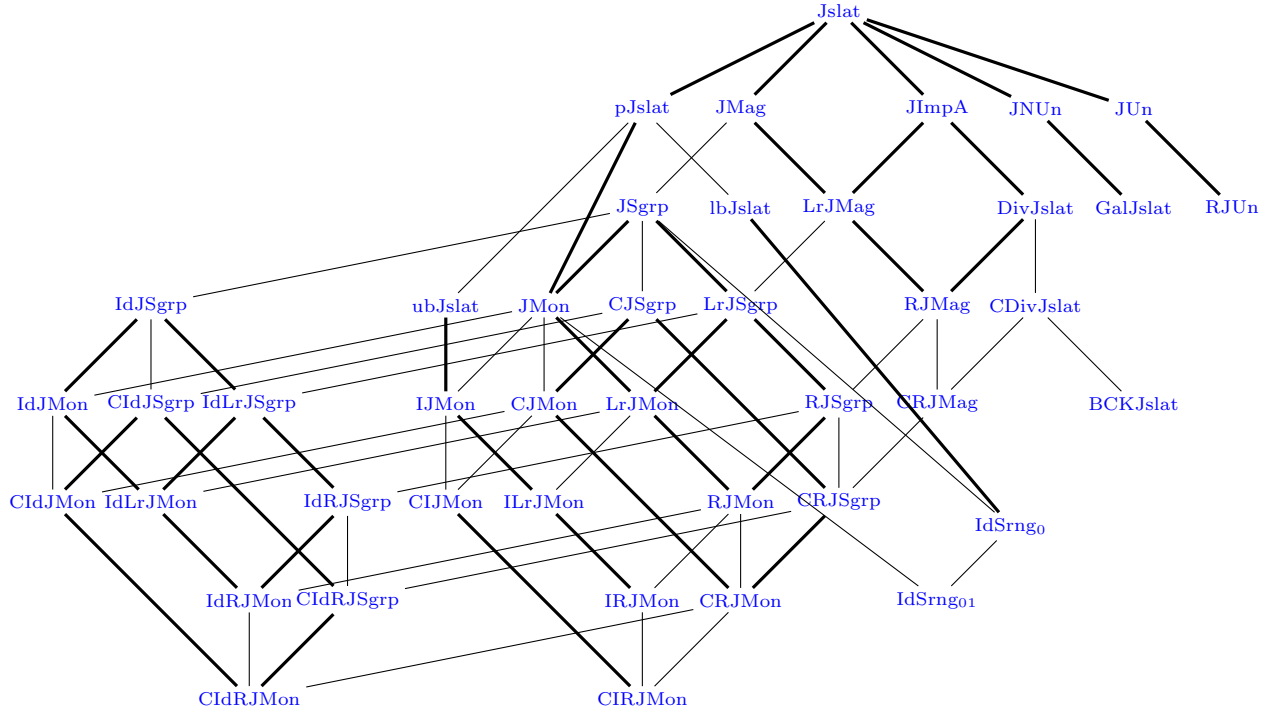 Jslat
pJslat JMag JImpA JNUn JUn
JSgrp lbJslat LrJMag DivJslat GalJslat RJUn
IdJSgrp ubJslat JMon CJSgrp LrJSgrp RJMag CDivJslat
IdJMon CIdJSgrp IdLrJSgrp IJMon CJMon LrJMon RJSgrp CRJMag BCKJslat
CIdJMon IdLrJMon IdRJSgrp CIJMon ILrJMon RJMon CRJSgrp
IdSrng₀
IdRJMon CIdRJSgrp IRJMon CRJMon IdSrng₀₁
CIdRJMon CIRJMon